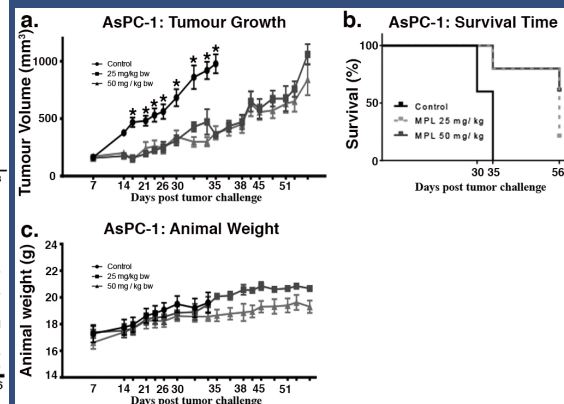 a.
AsPC-1: Tumour Growth
Tumour Volume (mm³)
1000
500
0
Control
25 mg/kg bw
50 mg / kg bw
* * * * * * * *
7 14 21 26 30 35 38 45 51
Days post tumor challenge
b.
AsPC-1: Survival Time
Survival (%)
100
50
0
Control
MPL 25 mg/ kg
MPL 50 mg/ kg
30 35 56
Days post tumor challenge
c.
AsPC-1: Animal Weight
Animal weight (g)
24
22
20
18
16
14
Control
25 mg/kg bw
50 mg / kg bw
7 14 21 26 30 35 38 45 51
Days post tumor challenge